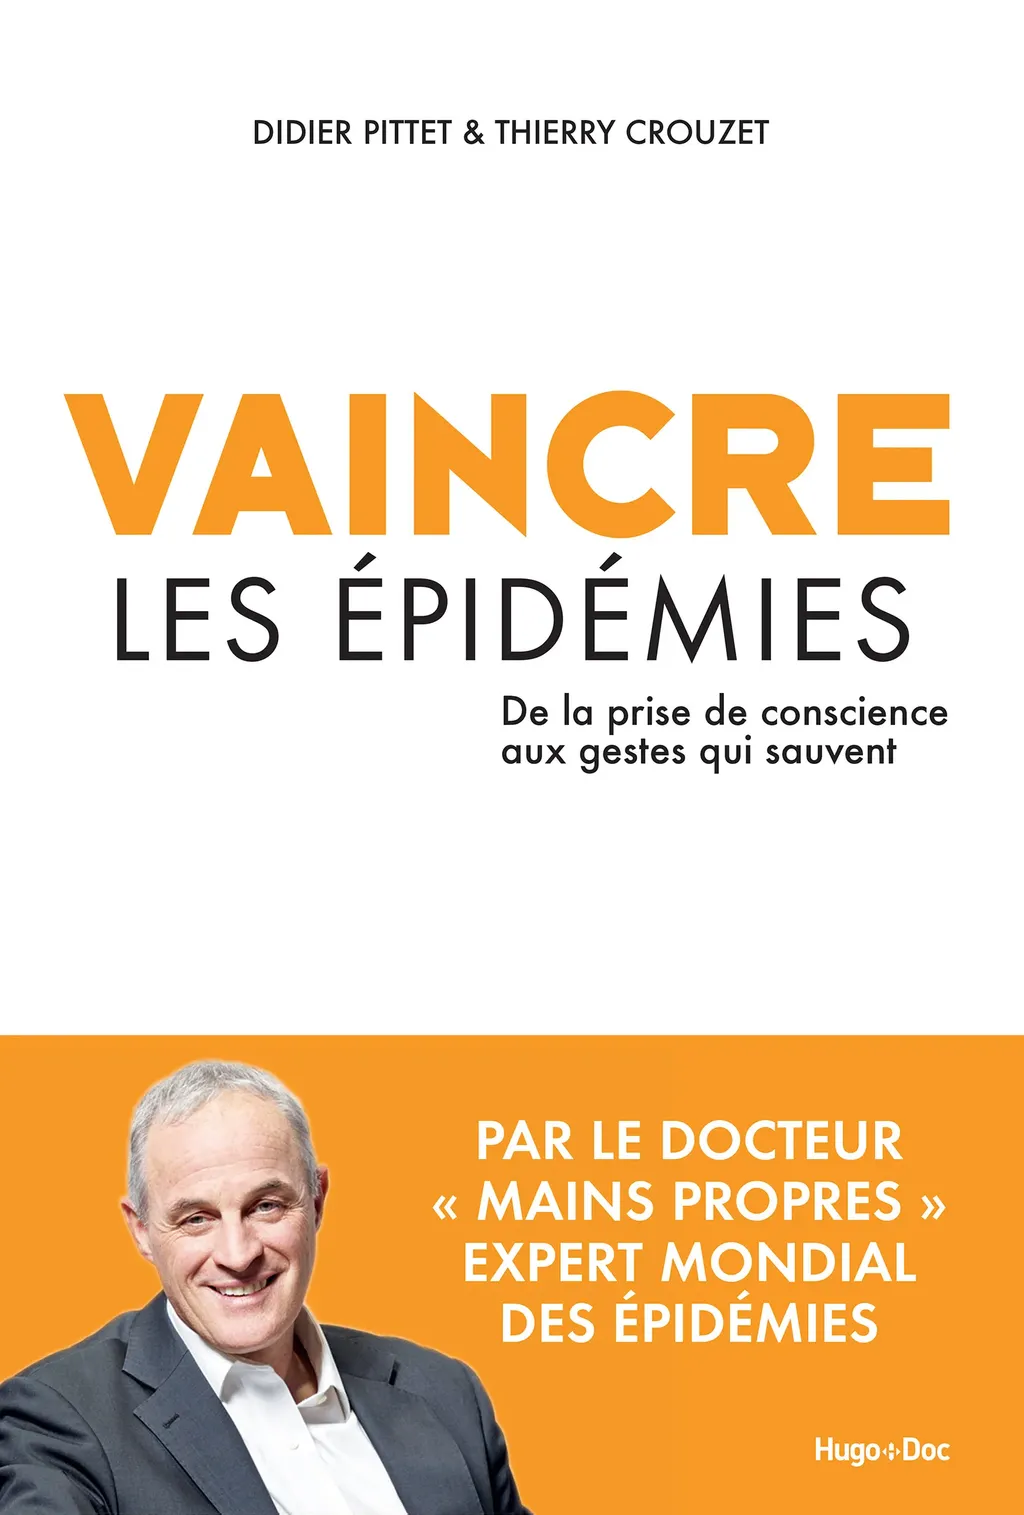 DIDIER PITTET & THIERRY CROUZET
VAINCRE
LES ÉPIDÉMIES
De la prise de conscience
aux gestes qui sauvent
PAR LE DOCTEUR
« MAINS PROPRES »
EXPERT MONDIAL
DES ÉPIDÉMIES
Hugo Doc